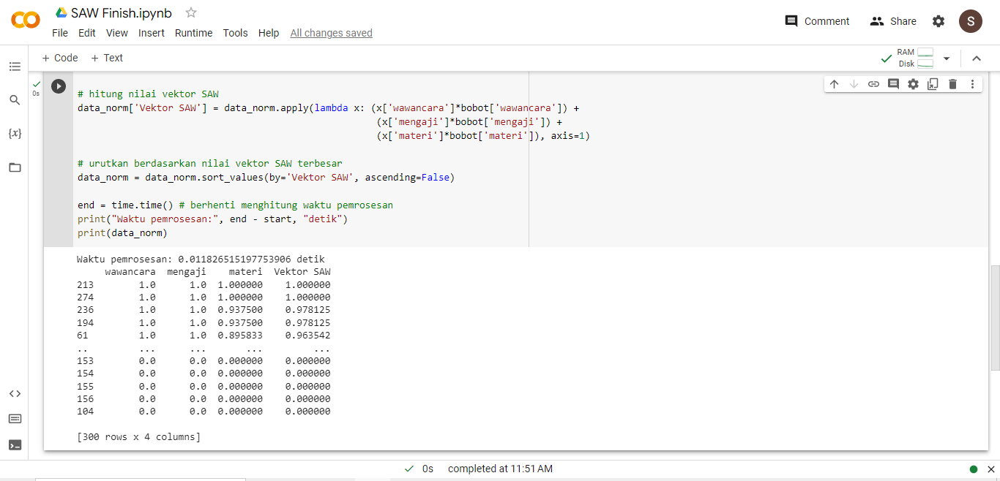 SAW Finish.ipynb
File Edit View Insert Runtime Tools Help All changes saved
Comment Share S
+ Code + Text
RAM
Disk
0s
{x}
# hitung nilai vektor SAW
data_norm['Vektor SAW'] = data_norm.apply(lambda x: (x['wawancara']*bobot['wawancara']) +
(x['mengaji']*bobot['mengaji']) +
(x['materi']*bobot['materi']), axis=1)
# urutkan berdasarkan nilai vektor SAW terbesar
data_norm = data_norm.sort_values(by='Vektor SAW', ascending=False)
end = time.time() # berhenti menghitung waktu pemrosesan
print("Waktu pemrosesan:", end - start, "detik")
print(data_norm)
Waktu pemrosesan: 0.011826515197753906 detik
wawancara mengaji materi Vektor SAW
213 1.0 1.0 1.000000 1.000000
274 1.0 1.0 1.000000 1.000000
236 1.0 1.0 0.937500 0.978125
194 1.0 1.0 0.937500 0.978125
61 1.0 1.0 0.895833 0.963542
.. ... ... ... ...
153 0.0 0.0 0.000000 0.000000
154 0.0 0.0 0.000000 0.000000
155 0.0 0.0 0.000000 0.000000
156 0.0 0.0 0.000000 0.000000
104 0.0 0.0 0.000000 0.000000
[300 rows x 4 columns]
0s completed at 11:51 AM